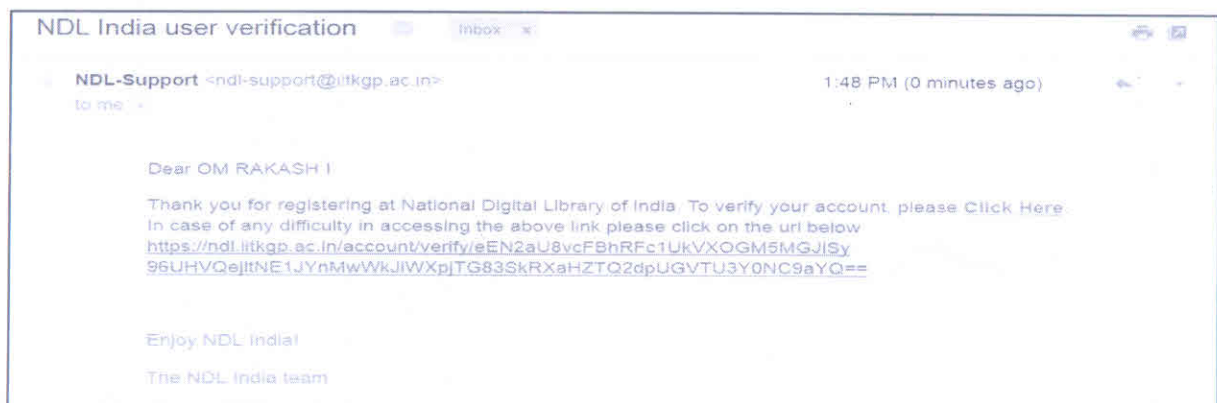 NDL India user verification Inbox x
NDL-Support <ndl-support@iitkgp.ac.in> 1:48 PM (0 minutes ago)
to me
Dear OM RAKASH I
Thank you for registering at National Digital Library of India. To verify your account, please Click Here.
In case of any difficulty in accessing the above link please click on the url below
https://ndl.iitkgp.ac.in/account/verify/eEN2aU8vcFBhRFc1UkVXOGM5MGJISy
96UHVQejltNE1JYnMwWkJiWXpjTG83SkRXaHZTQ2dpUGVTU3Y0NC9aYQ==
Enjoy NDL India!
The NDL India team